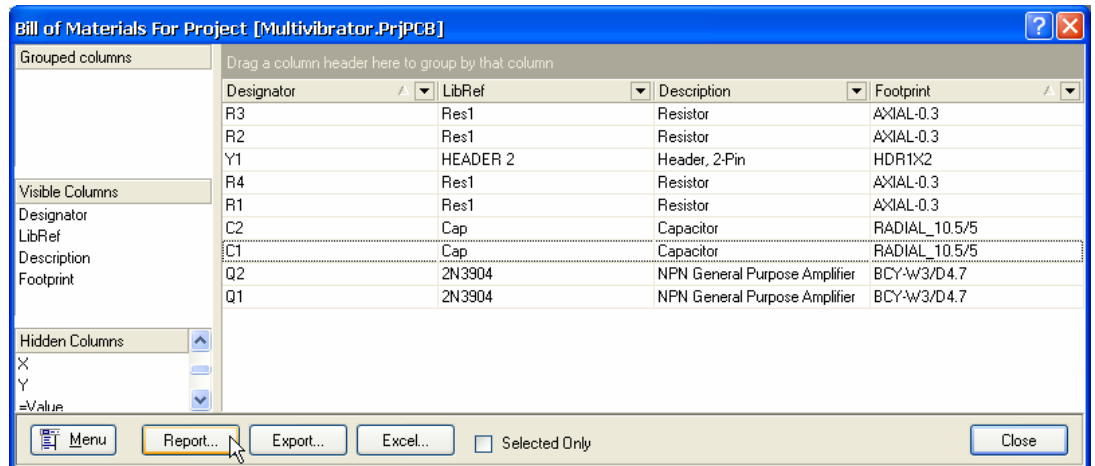 Bill of Materials For Project [Multivibrator.PrjPCB]
Grouped columns
Drag a column header here to group by that column
Designator LibRef Description Footprint
R3 Res1 Resistor AXIAL-0.3
R2 Res1 Resistor AXIAL-0.3
Y1 HEADER 2 Header, 2-Pin HDR1X2
R4 Res1 Resistor AXIAL-0.3
R1 Res1 Resistor AXIAL-0.3
C2 Cap Capacitor RADIAL_10.5/5
C1 Cap Capacitor RADIAL_10.5/5
Q2 2N3904 NPN General Purpose Amplifier BCY-W3/D4.7
Q1 2N3904 NPN General Purpose Amplifier BCY-W3/D4.7
Visible Columns
Designator
LibRef
Description
Footprint
Hidden Columns
X
Y
=Value
Menu Report... Export... Excel... Selected Only Close